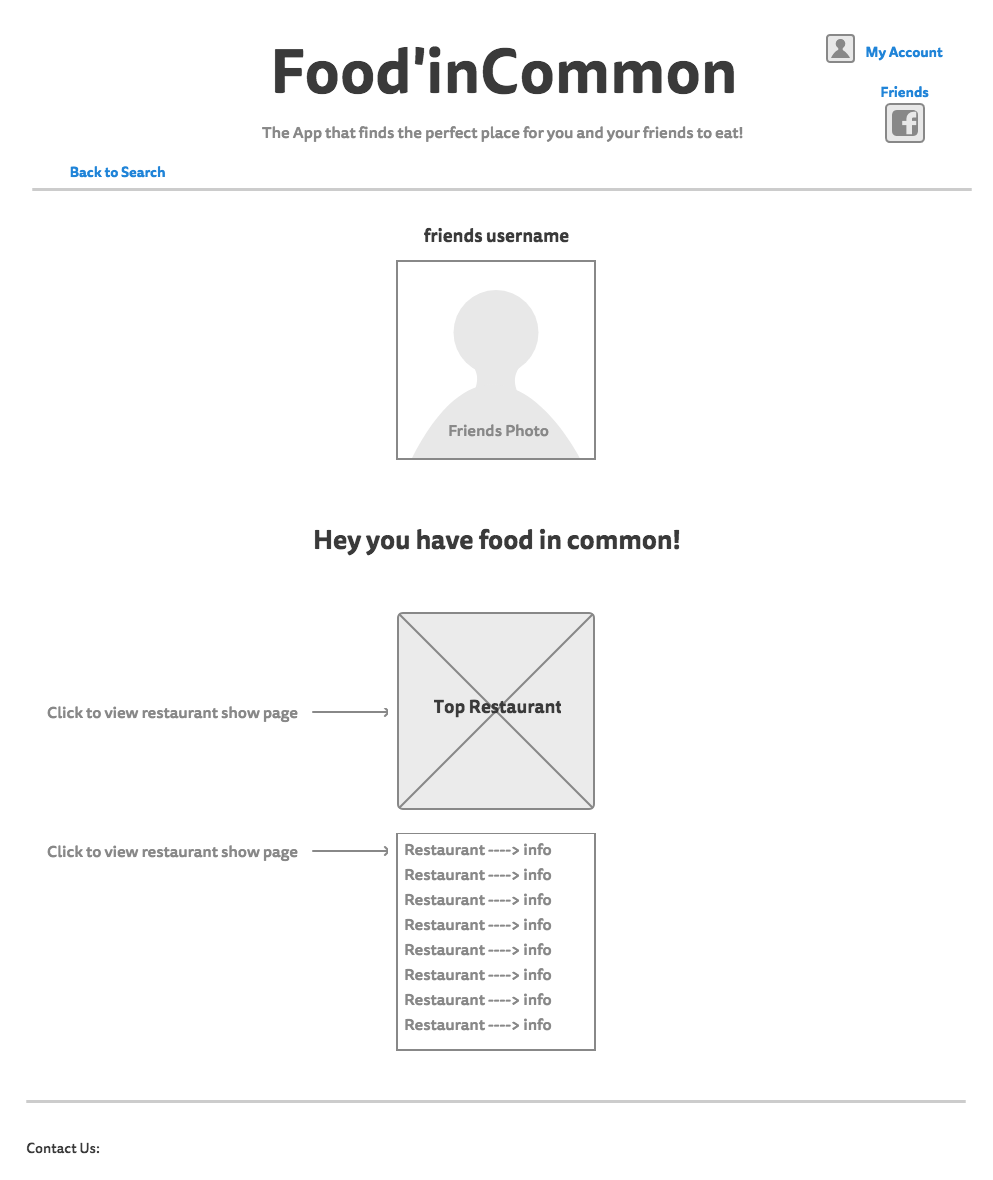 Food'inCommon
My Account
Friends
The App that finds the perfect place for you and your friends to eat!
Back to Search
friends username
Friends Photo
Hey you have food in common!
Top Restaurant
Click to view restaurant show page
Click to view restaurant show page
Restaurant ----> info
Restaurant ----> info
Restaurant ----> info
Restaurant ----> info
Restaurant ----> info
Restaurant ----> info
Restaurant ----> info
Restaurant ----> info
Contact Us: